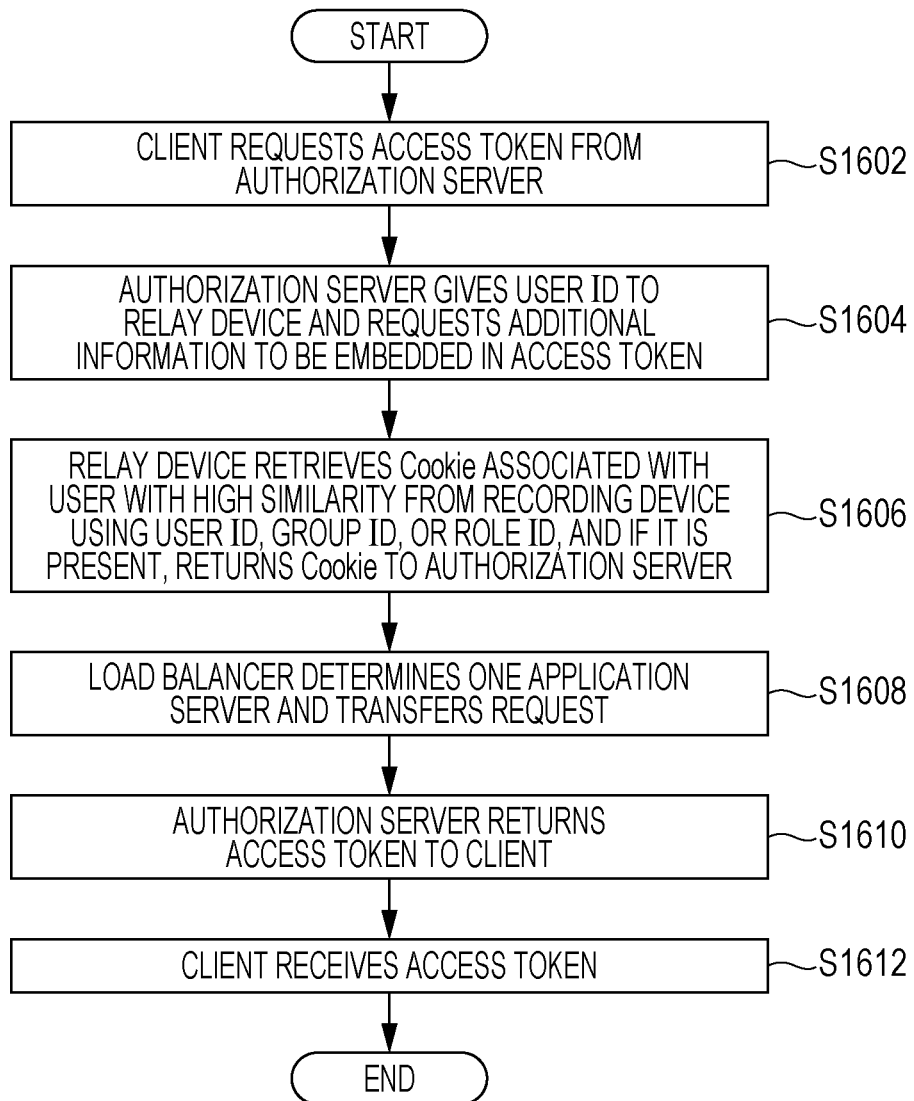 START
CLIENT REQUESTS ACCESS TOKEN FROM
AUTHORIZATION SERVER
S1602
AUTHORIZATION SERVER GIVES USER ID TO
RELAY DEVICE AND REQUESTS ADDITIONAL
INFORMATION TO BE EMBEDDED IN ACCESS TOKEN
S1604
RELAY DEVICE RETRIEVES Cookie ASSOCIATED WITH
USER WITH HIGH SIMILARITY FROM RECORDING DEVICE
USING USER ID, GROUP ID, OR ROLE ID, AND IF IT IS
PRESENT, RETURNS Cookie TO AUTHORIZATION SERVER
S1606
LOAD BALANCER DETERMINES ONE APPLICATION
SERVER AND TRANSFERS REQUEST
S1608
AUTHORIZATION SERVER RETURNS
ACCESS TOKEN TO CLIENT
S1610
CLIENT RECEIVES ACCESS TOKEN
S1612
END